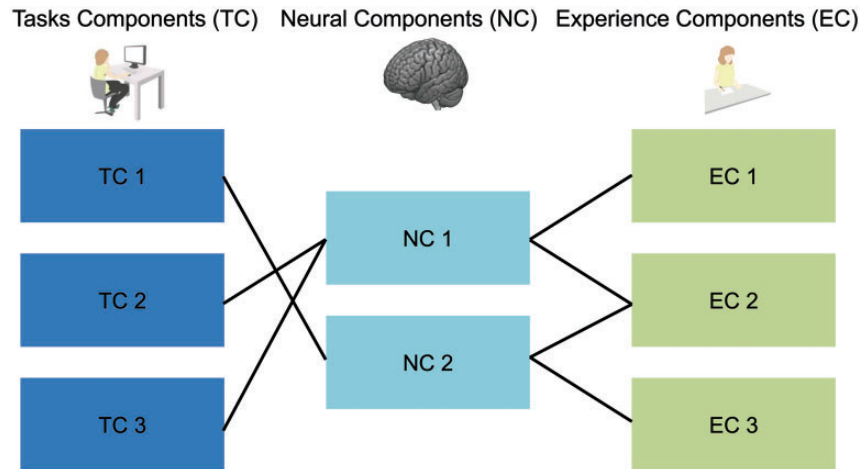 Tasks Components (TC)
Neural Components (NC)
Experience Components (EC)
TC 1
TC 2
TC 3
NC 1
NC 2
EC 1
EC 2
EC 3